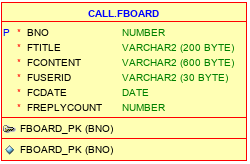 CALL.FBOARD
P * BNO NUMBER
* FTITLE VARCHAR2 (200 BYTE)
* FCONTENT VARCHAR2 (600 BYTE)
* FUSERID VARCHAR2 (30 BYTE)
* FCDATE DATE
* FREPLYCOUNT NUMBER
FBOARD_PK (BNO)
FBOARD_PK (BNO)